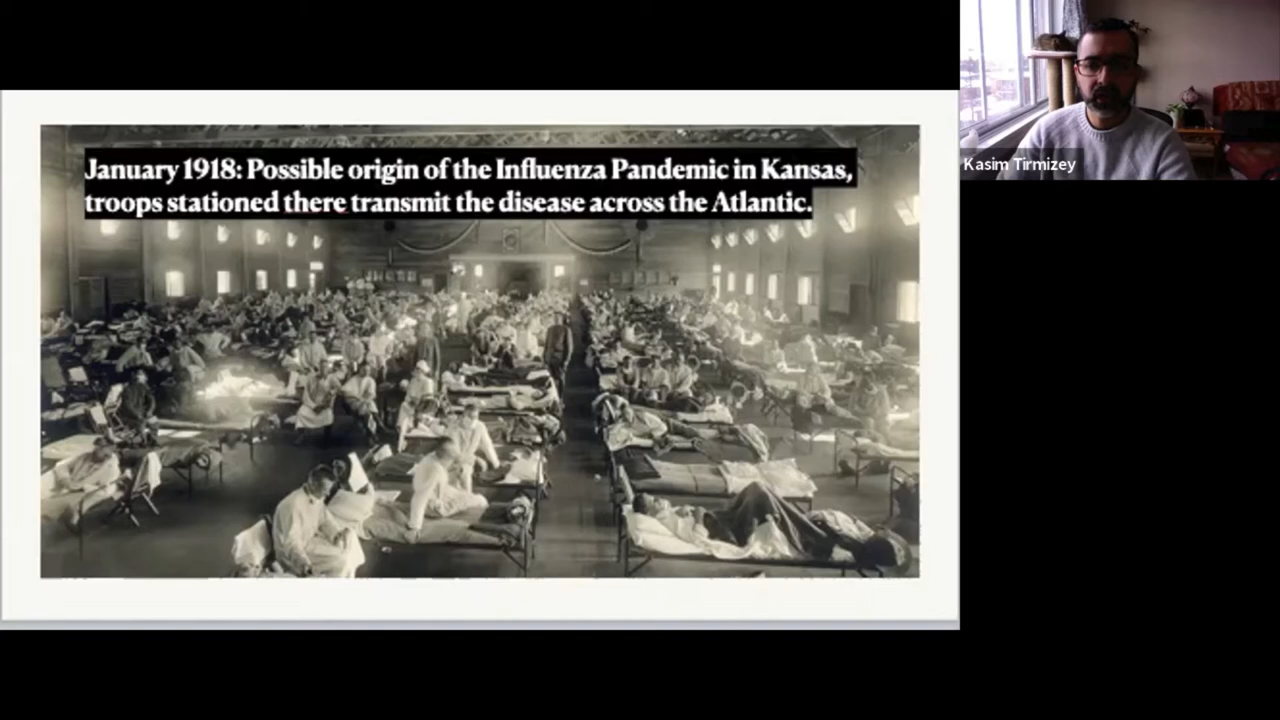 January 1918: Possible origin of the Influenza Pandemic in Kansas,
troops stationed there transmit the disease across the Atlantic.
Kasim Tirmizey